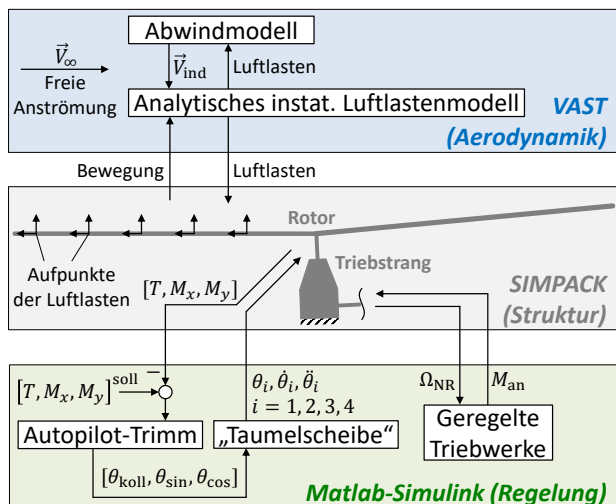 Abwindmodell
V⃗∞
Freie
Anströmung
V⃗ind
Luftlasten
Analytisches instat. Luftlastenmodell
VAST
(Aerodynamik)
Bewegung
Luftlasten
Rotor
Triebstrang
Aufpunkte
der Luftlasten
[T, Mx, My]
SIMPACK
(Struktur)
[T, Mx, My]soll
−
θi, θ̇i, θ̈i
i = 1, 2, 3, 4
ΩNR
Man
Autopilot-Trimm
„Taumelscheibe“
Geregelte
Triebwerke
[θkoll, θsin, θcos]
Matlab-Simulink (Regelung)